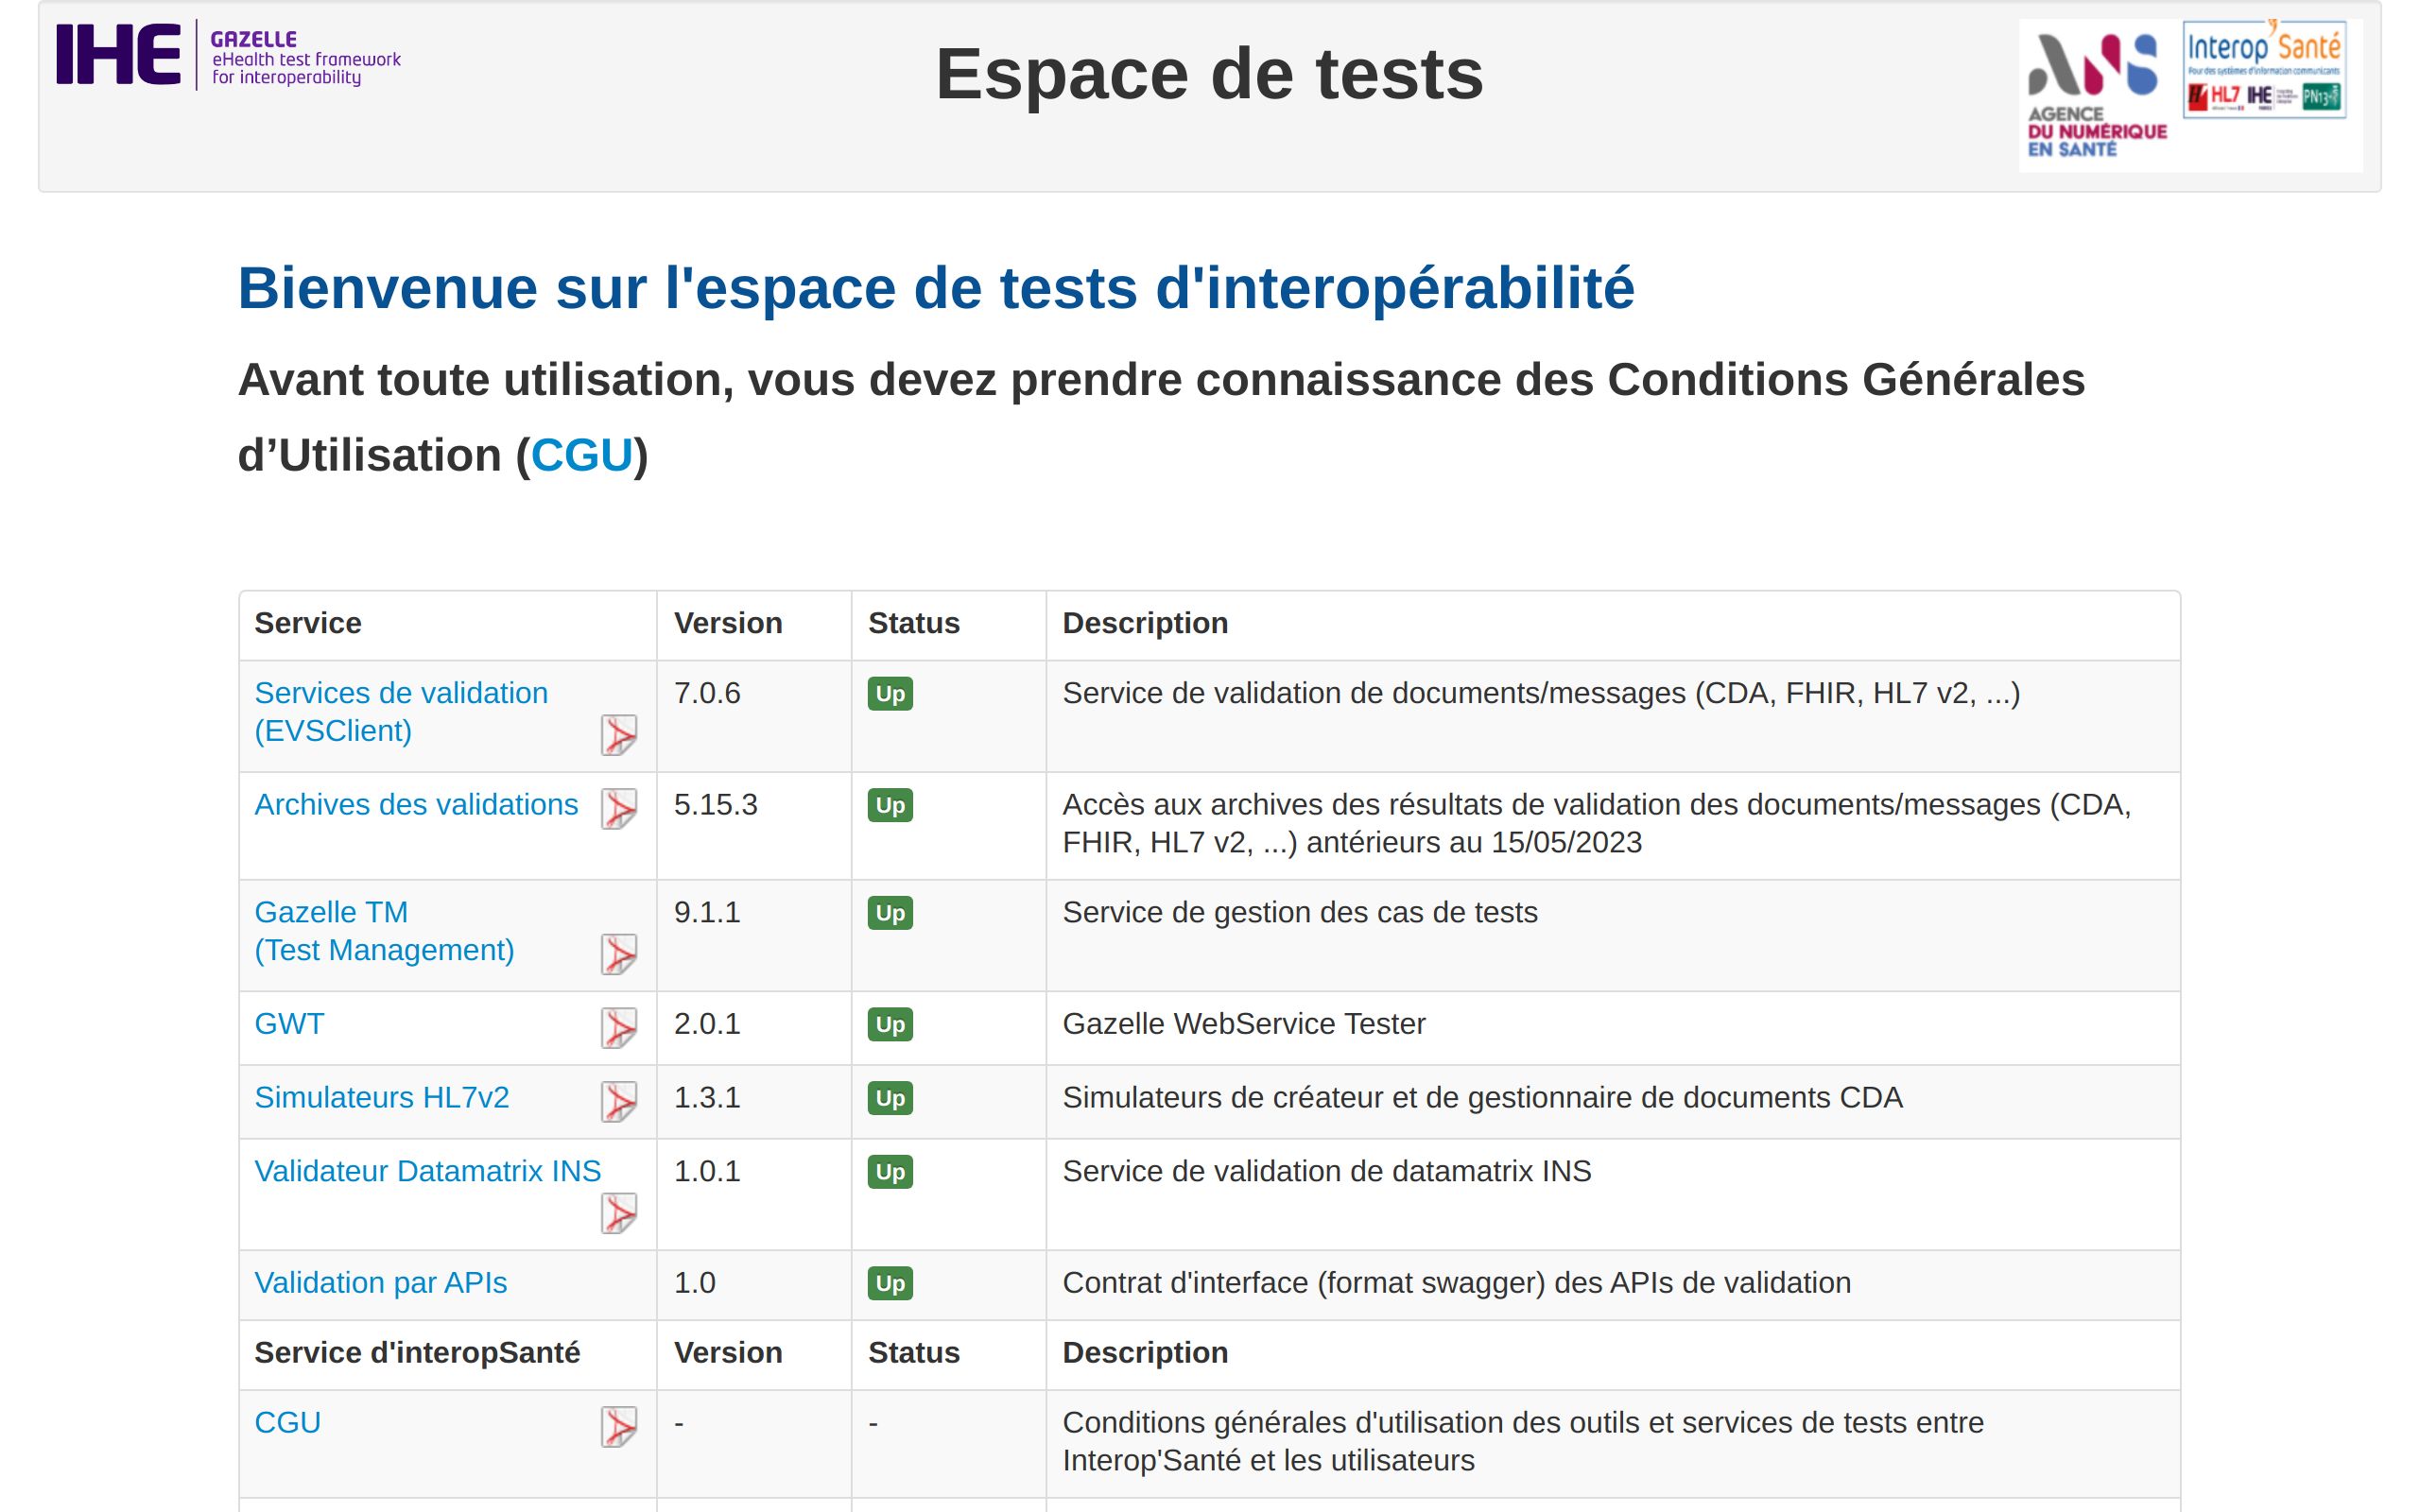 IHE
GAZELLE
eHealth test framework
for interoperability
Espace de tests
AGENCE
DU NUMÉRIQUE
EN SANTÉ
Interop'Santé
Pour des systèmes d'information communicants
HL7 IHE PN13
Bienvenue sur l'espace de tests d'interopérabilité
Avant toute utilisation, vous devez prendre connaissance des Conditions Générales
d’Utilisation (CGU)
Service Version Status Description
Services de validation 7.0.6 Up Service de validation de documents/messages (CDA, FHIR, HL7 v2, ...)
(EVSClient)
Archives des validations 5.15.3 Up Accès aux archives des résultats de validation des documents/messages (CDA,
FHIR, HL7 v2, ...) antérieurs au 15/05/2023
Gazelle TM 9.1.1 Up Service de gestion des cas de tests
(Test Management)
GWT 2.0.1 Up Gazelle WebService Tester
Simulateurs HL7v2 1.3.1 Up Simulateurs de créateur et de gestionnaire de documents CDA
Validateur Datamatrix INS 1.0.1 Up Service de validation de datamatrix INS
Validation par APIs 1.0 Up Contrat d'interface (format swagger) des APIs de validation
Service d'interopSanté Version Status Description
CGU - - Conditions générales d'utilisation des outils et services de tests entre
Interop'Santé et les utilisateurs